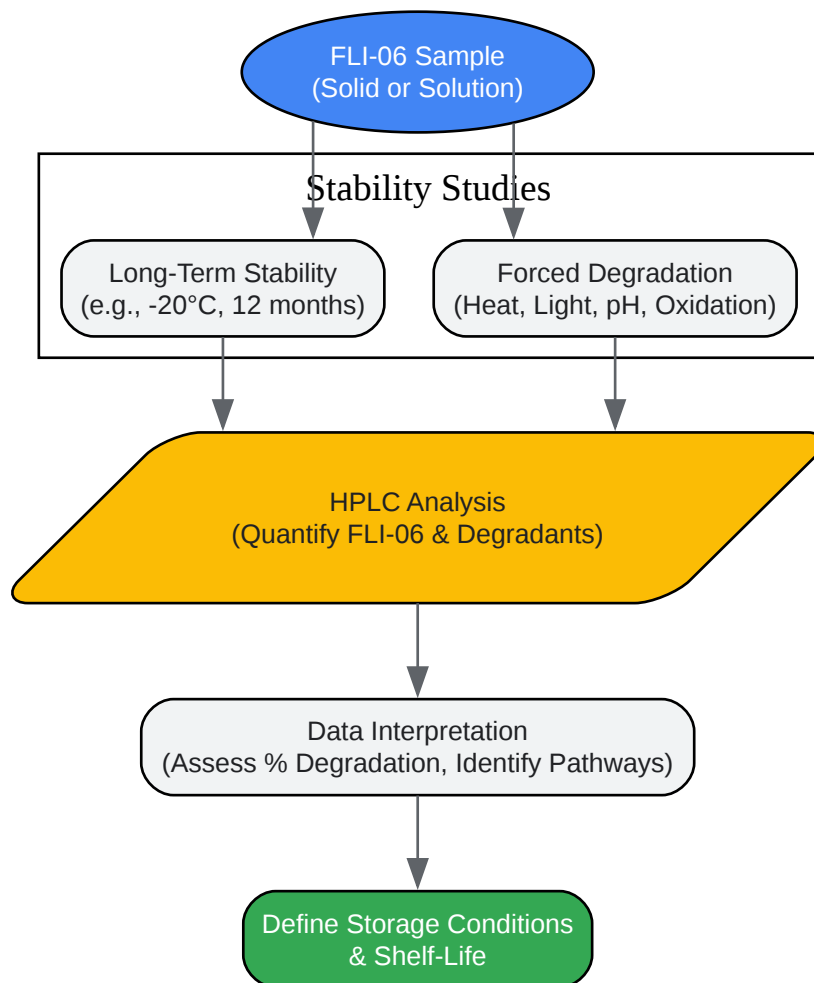 FLI-06 Sample
(Solid or Solution)
Stability Studies
Long-Term Stability
(e.g., -20°C, 12 months)
Forced Degradation
(Heat, Light, pH, Oxidation)
HPLC Analysis
(Quantify FLI-06 & Degradants)
Data Interpretation
(Assess % Degradation, Identify Pathways)
Define Storage Conditions
& Shelf-Life